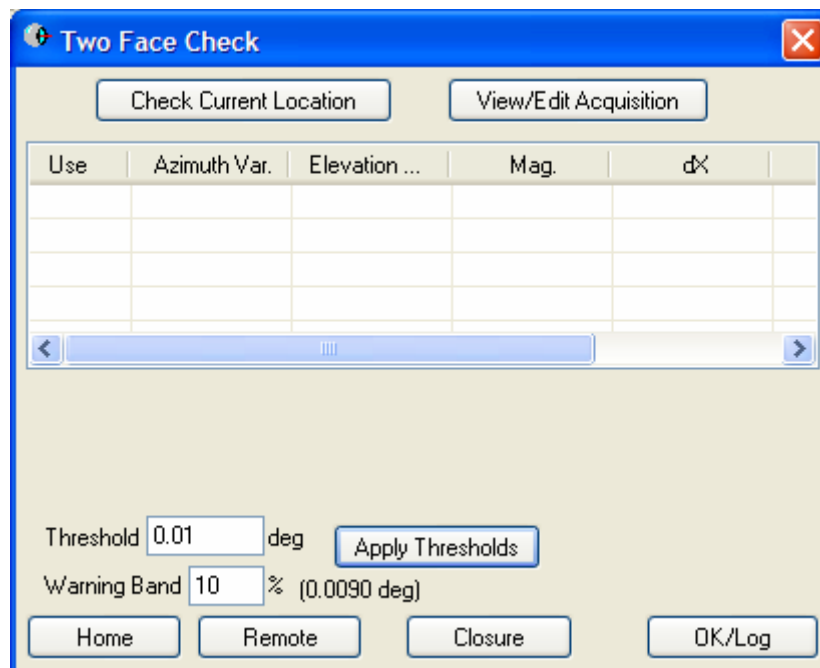 Two Face Check
Check Current Location View/Edit Acquisition
Use Azimuth Var. Elevation ... Mag. dX
Threshold 0.01 deg Apply Thresholds
Warning Band 10 % (0.0090 deg)
Home Remote Closure OK/Log